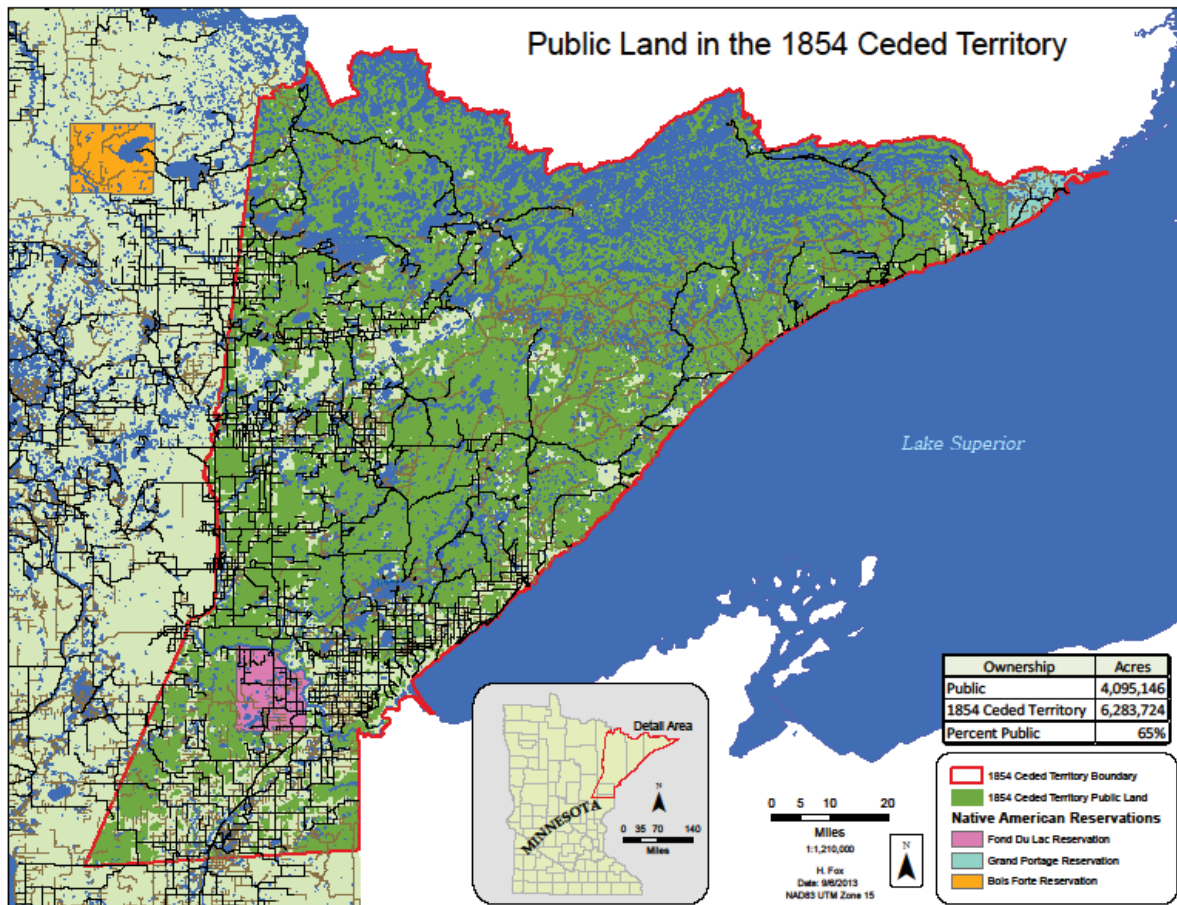 Public Land in the 1854 Ceded Territory
Lake Superior
Ownership Acres
Public 4,095,146
1854 Ceded Territory 6,283,724
Percent Public 65%
Detail Area
MINNESOTA
N
0 35 70 140
Miles
0 5 10 20
Miles
1:1,210,000
H. Fox
Date: 9/6/2013
NAD83 UTM Zone 15
N
1854 Ceded Territory Boundary
1854 Ceded Territory Public Land
Native American Reservations
Fond Du Lac Reservation
Grand Portage Reservation
Bois Forte Reservation